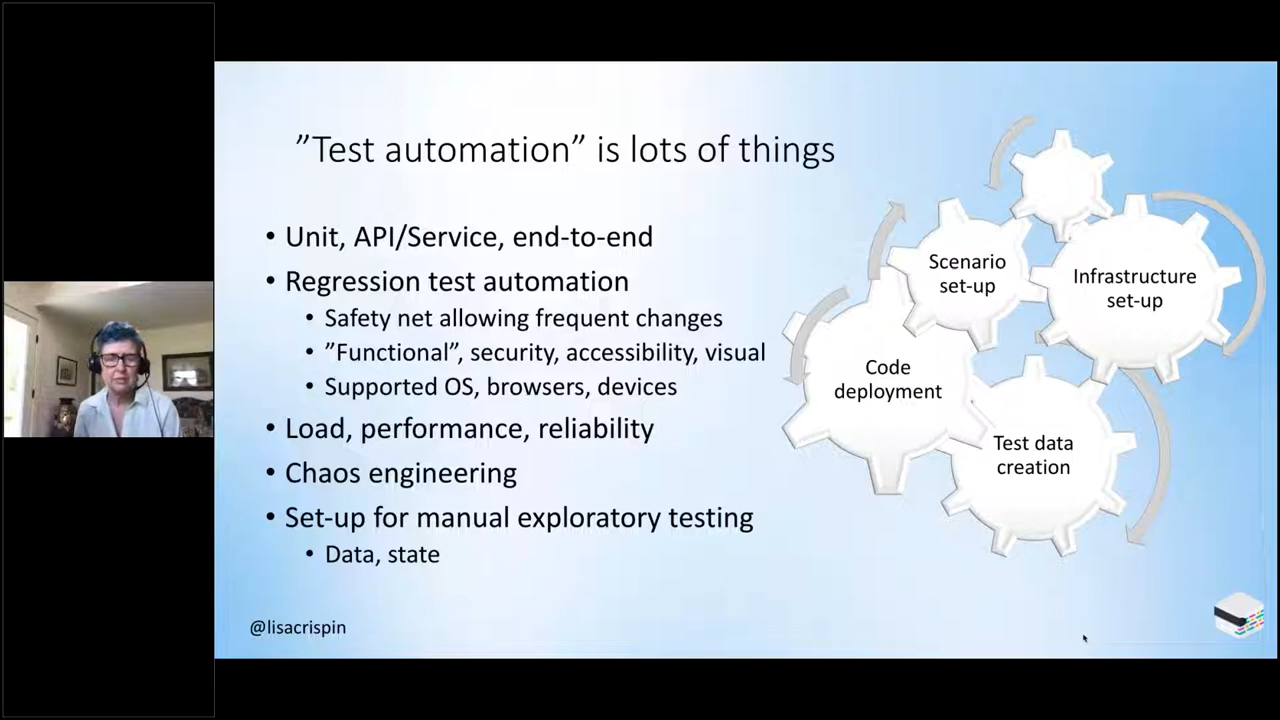 ”Test automation” is lots of things
• Unit, API/Service, end-to-end
• Regression test automation
• Safety net allowing frequent changes
• ”Functional”, security, accessibility, visual
• Supported OS, browsers, devices
• Load, performance, reliability
• Chaos engineering
• Set-up for manual exploratory testing
• Data, state
Scenario
set-up
Infrastructure
set-up
Code
deployment
Test data
creation
@lisacrispin